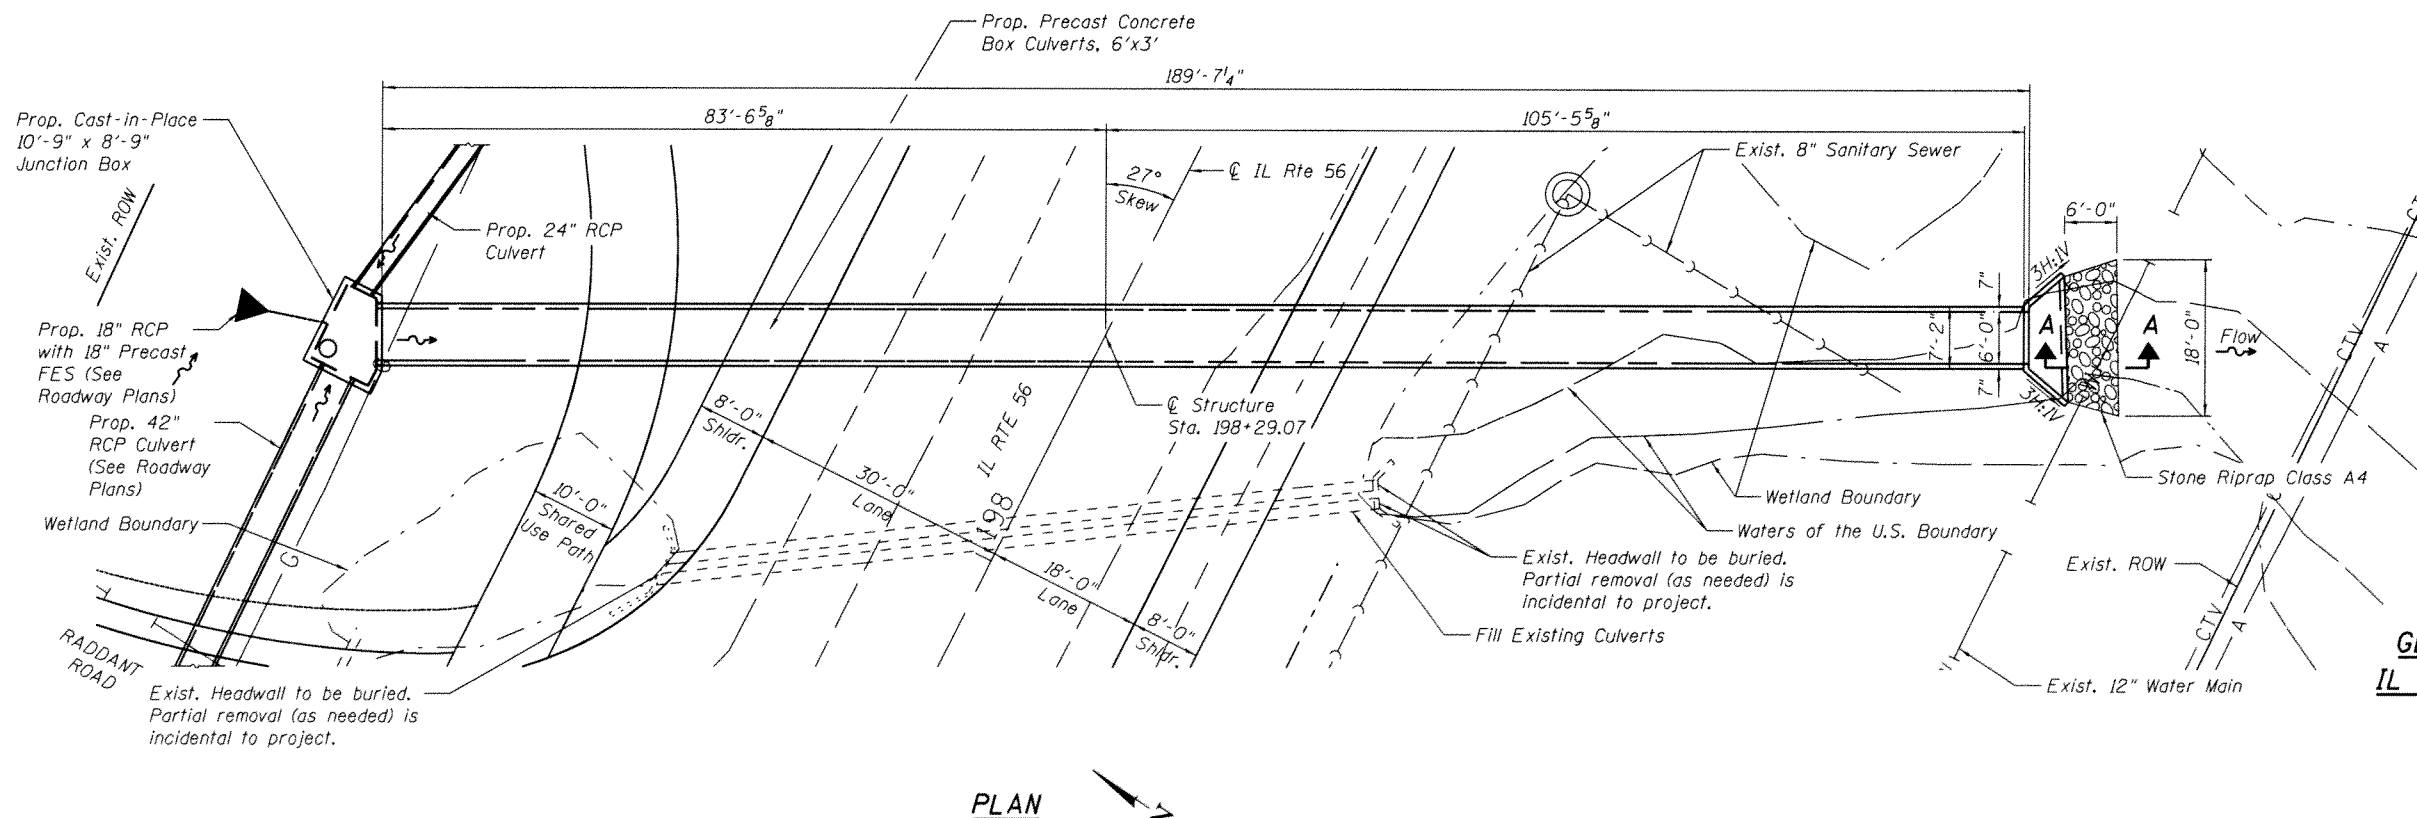 Prop. Precast Concrete
Box Culverts, 6'x3'
189'-7 1/4"
83'-6 5/8"
105'-5 5/8"
Prop. Cast-in-Place
10'-9" x 8'-9"
Junction Box
Exist. ROW
Prop. 24" RCP
Culvert
27°
Skew
℄ IL Rte 56
Exist. 8" Sanitary Sewer
6'-0"
3H:1V
7"
7'-2"
6'-0"
7"
3H:1V
A
A
18'-0"
Flow
Prop. 18" RCP
with 18" Precast
FES (See
Roadway Plans)
Prop. 42"
RCP Culvert
(See Roadway
Plans)
Wetland Boundary
G
RADDANT
ROAD
Exist. Headwall to be buried.
Partial removal (as needed) is
incidental to project.
10'-0"
Shared
Use Path
8'-0"
Shldr.
30'-0"
Lane
198
IL RTE 56
18'-0"
Lane
8'-0"
Shldr.
℄ Structure
Sta. 198+29.07
Wetland Boundary
Waters of the U.S. Boundary
Exist. Headwall to be buried.
Partial removal (as needed) is
incidental to project.
Fill Existing Culverts
Stone Riprap Class A4
Exist. ROW
Exist. 12" Water Main
CTV
A
CTV
A
IL
PLAN